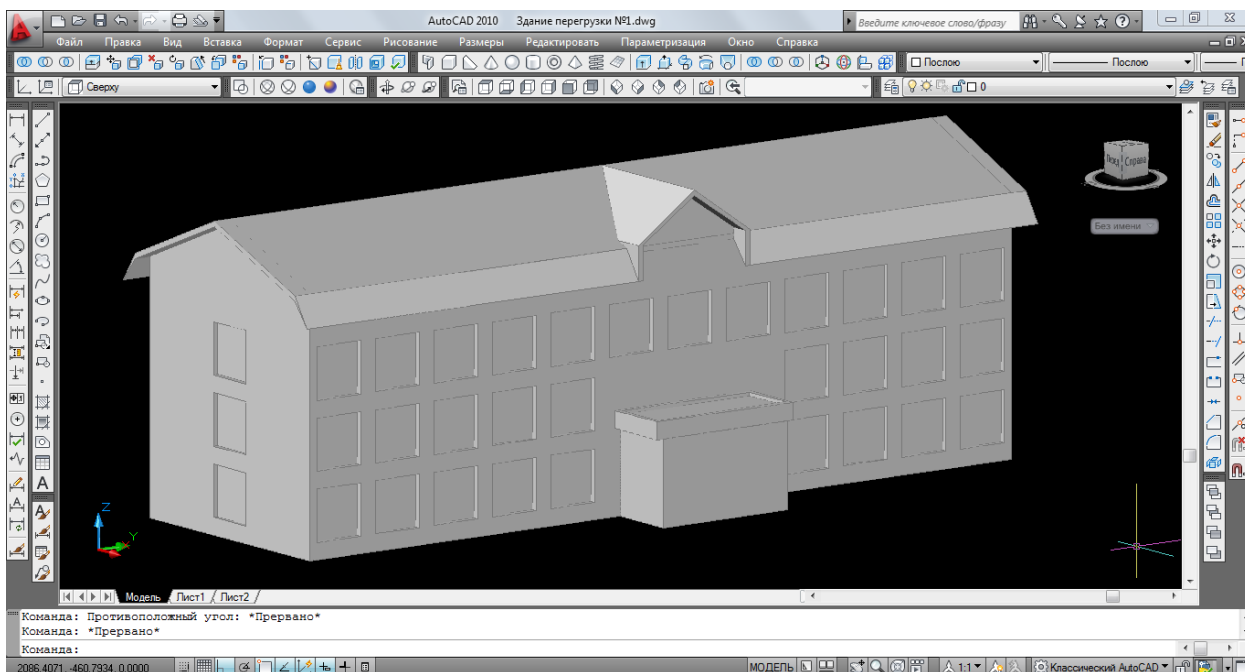 AutoCAD 2010 Здание перегрузки №1.dwg
Введите ключевое слово/фразу
Файл Правка Вид Вставка Формат Сервис Рисование Размеры Редактировать Параметризация Окно Справка
Послою
Послою
Сверху
0
Справа
Без имени
Z
Y
A
Модель Лист1 Лист2
Команда: Противоположный угол: *Прервано*
Команда: *Прервано*
Команда:
2086.4071, -460.7934, 0.0000 МОДЕЛЬ 1:1 Классический AutoCAD